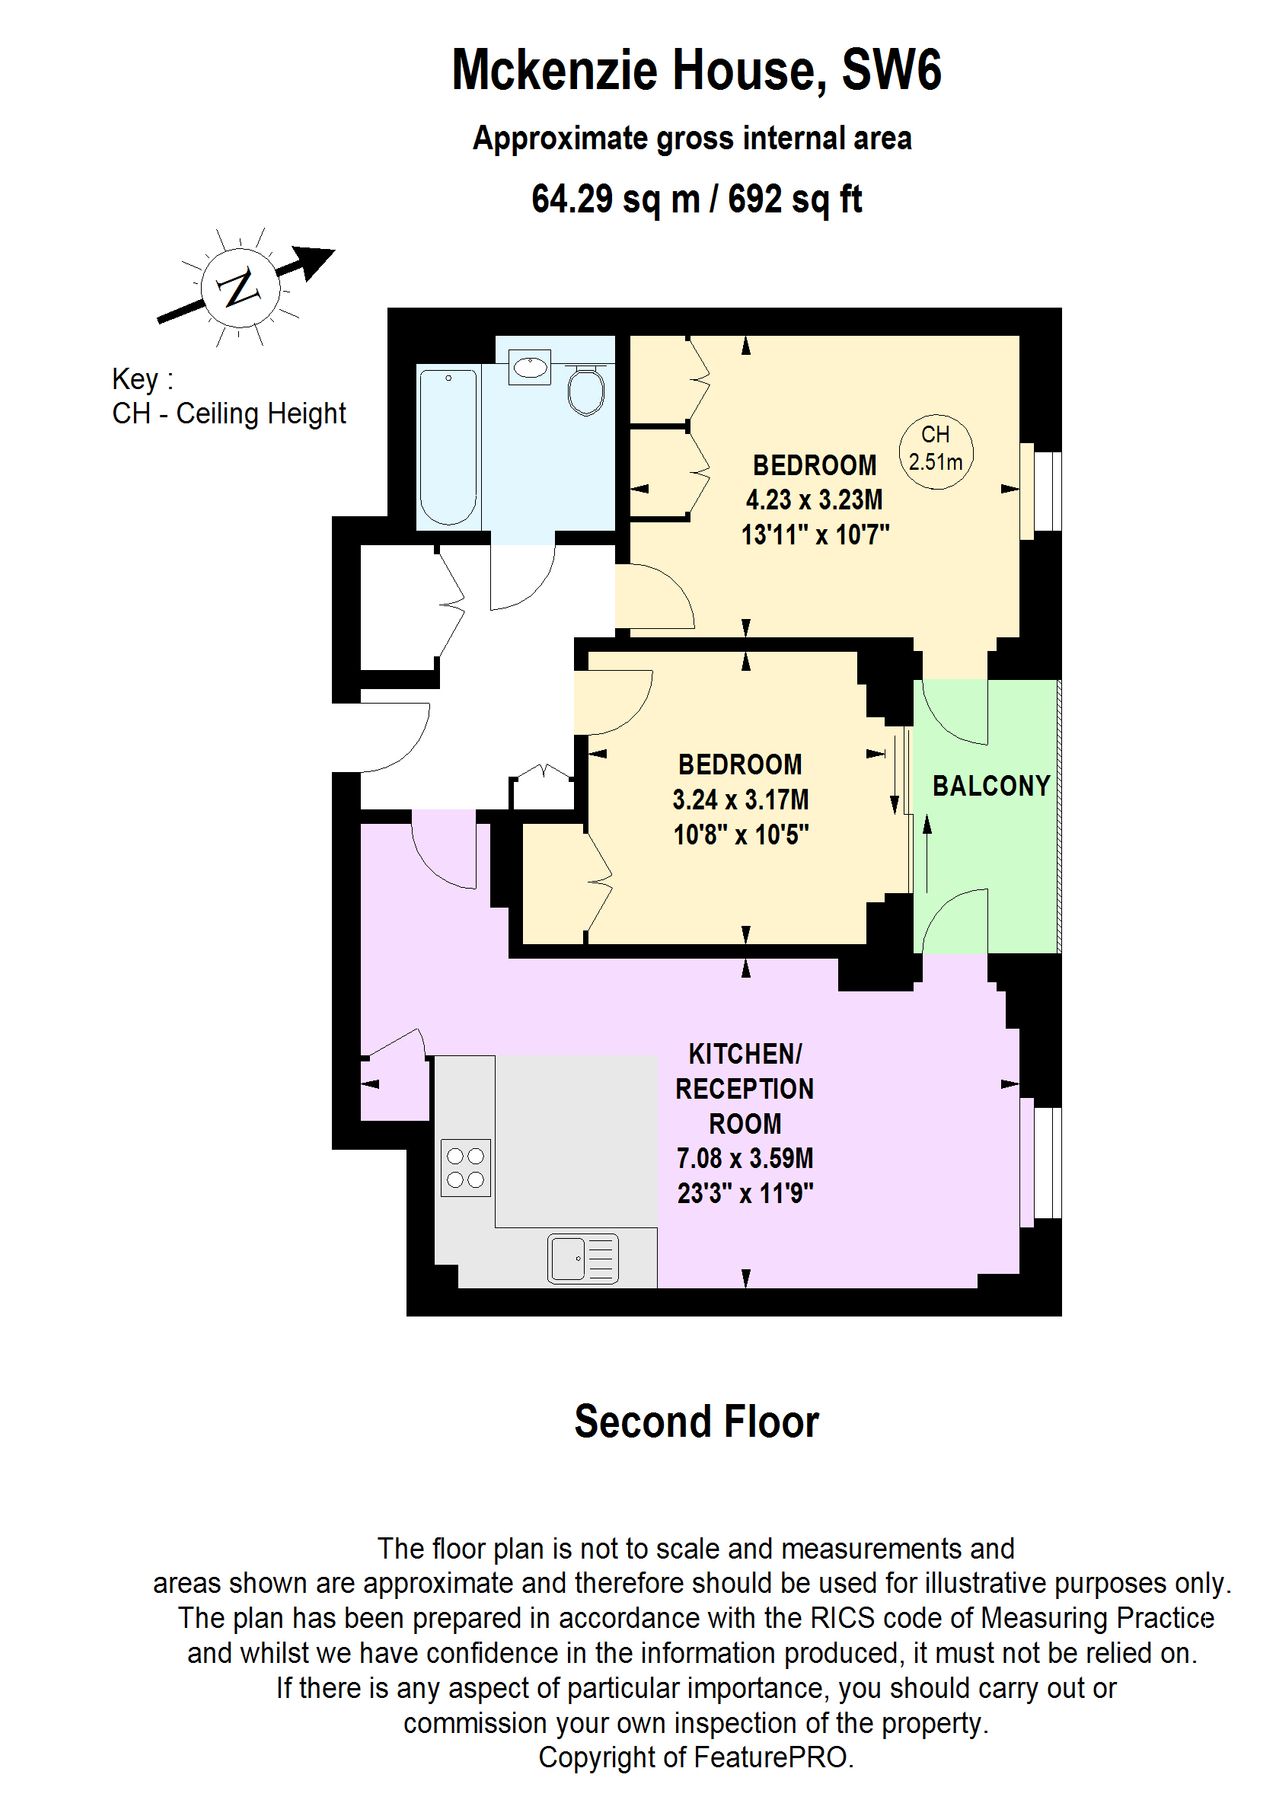 Mckenzie House, SW6
Approximate gross internal area
64.29 sq m / 692 sq ft
N
Key :
CH - Ceiling Height
CH
2.51m
BEDROOM
4.23 x 3.23M
13'11" x 10'7"
BEDROOM
3.24 x 3.17M
10'8" x 10'5"
BALCONY
KITCHEN/
RECEPTION
ROOM
7.08 x 3.59M
23'3" x 11'9"
Second Floor
The floor plan is not to scale and measurements and
areas shown are approximate and therefore should be used for illustrative purposes only.
The plan has been prepared in accordance with the RICS code of Measuring Practice
and whilst we have confidence in the information produced, it must not be relied on.
If there is any aspect of particular importance, you should carry out or
commission your own inspection of the property.
Copyright of FeaturePRO.